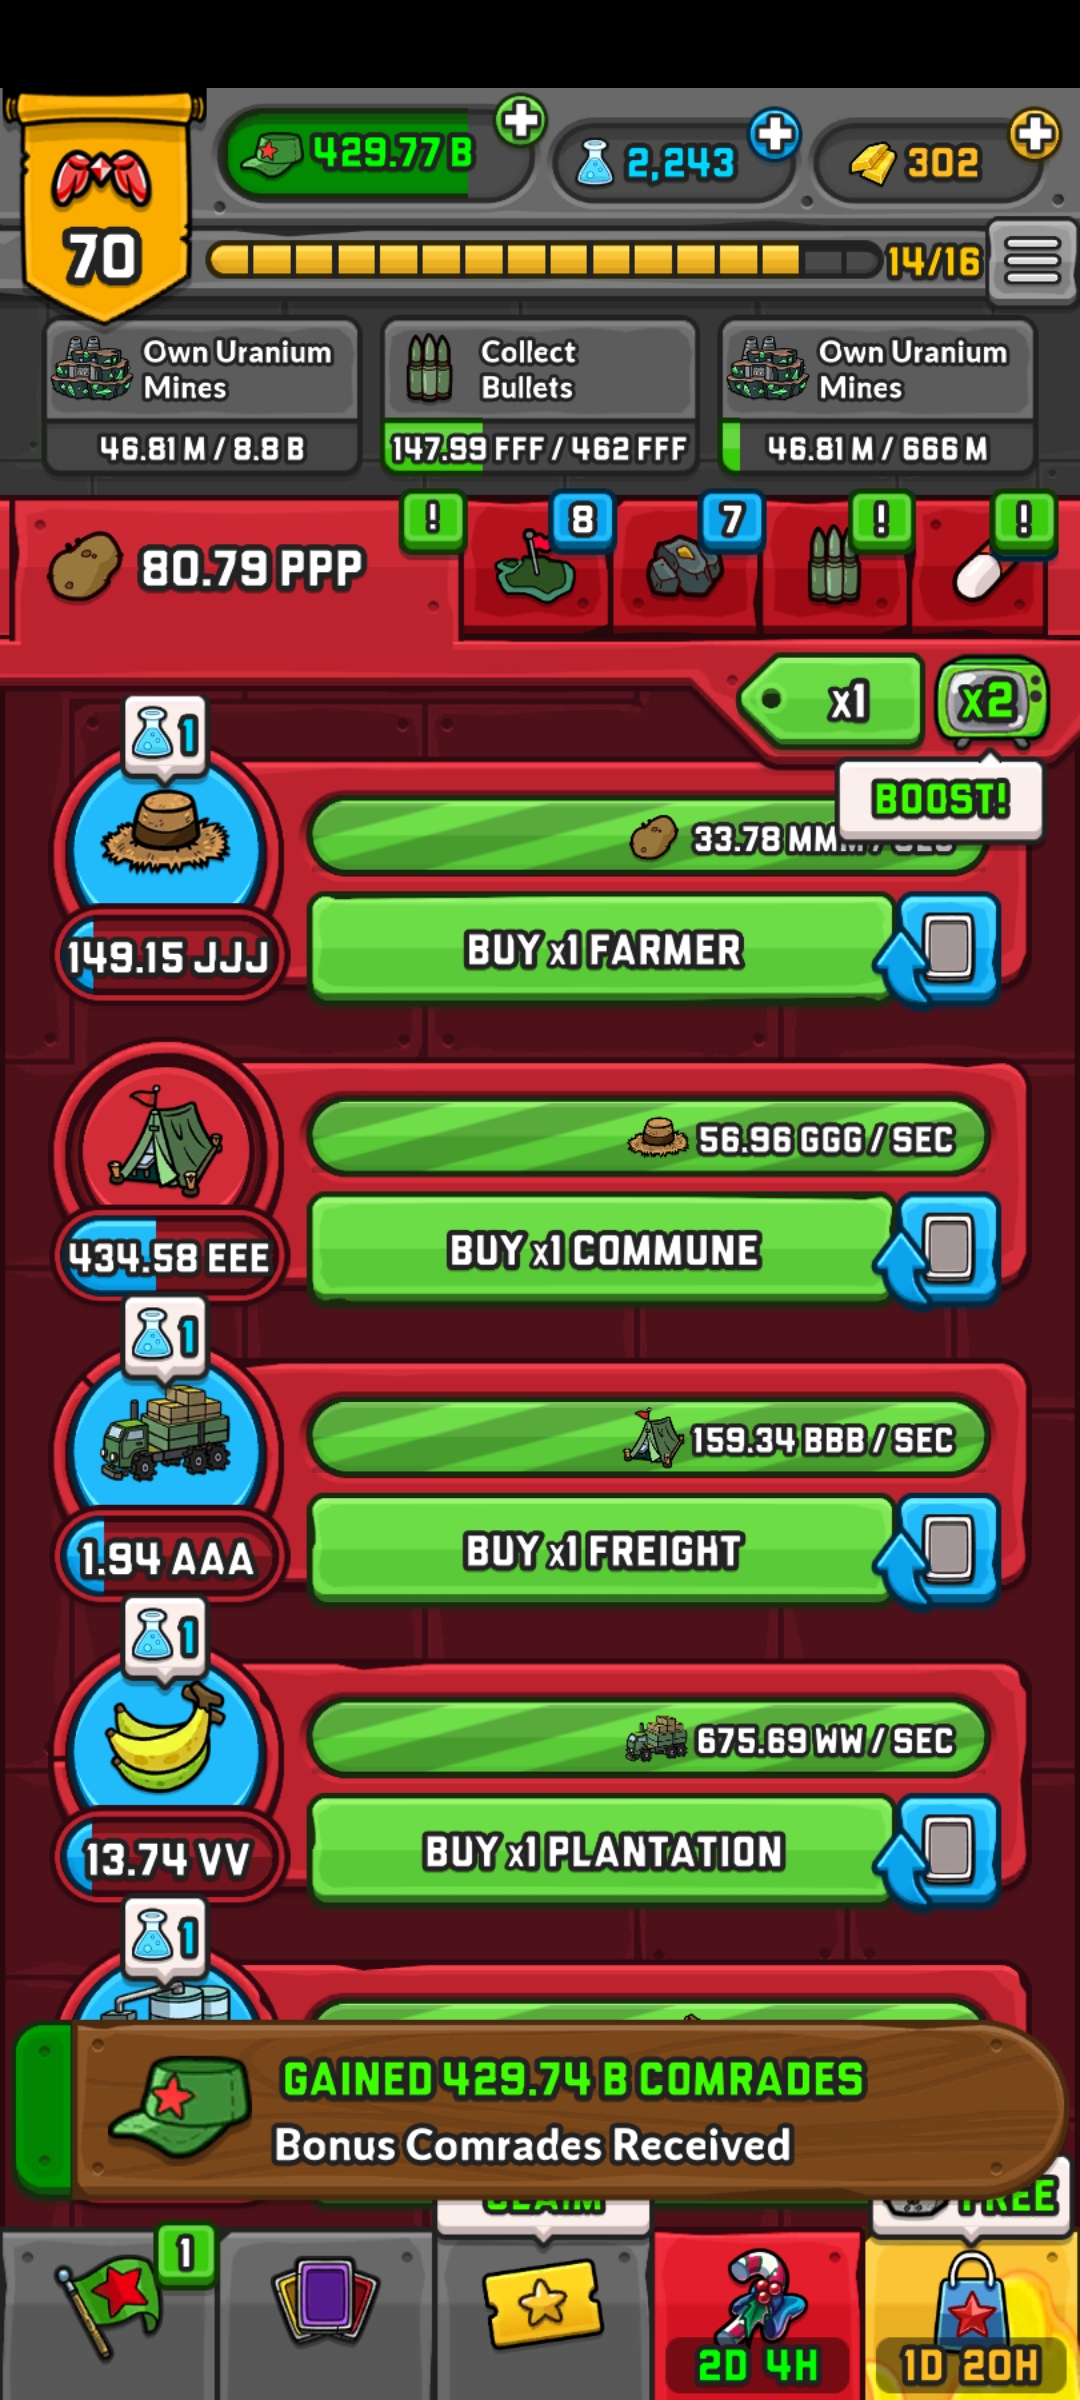 429.77 B
2,243
302
70
14/16
Own Uranium
Mines
46.81 M / 8.8 B
Collect
Bullets
147.99 FFF / 462 FFF
Own Uranium
Mines
46.81 M / 666 M
80.79 PPP
!
8
7
!
!
x1
x2
BOOST!
1
33.78
BUY x1 FARMER
149.15 JJJ
56.96 GGG / SEC
BUY x1 COMMUNE
434.58 EEE
1
159.34 BBB / SEC
BUY x1 FREIGHT
1.94 AAA
1
675.69 WW / SEC
BUY x1 PLANTATION
13.74 VV
1
GAINED 429.74 B COMRADES
Bonus Comrades Received
CLAIM
FREE
1
2D 4H
1D 20H